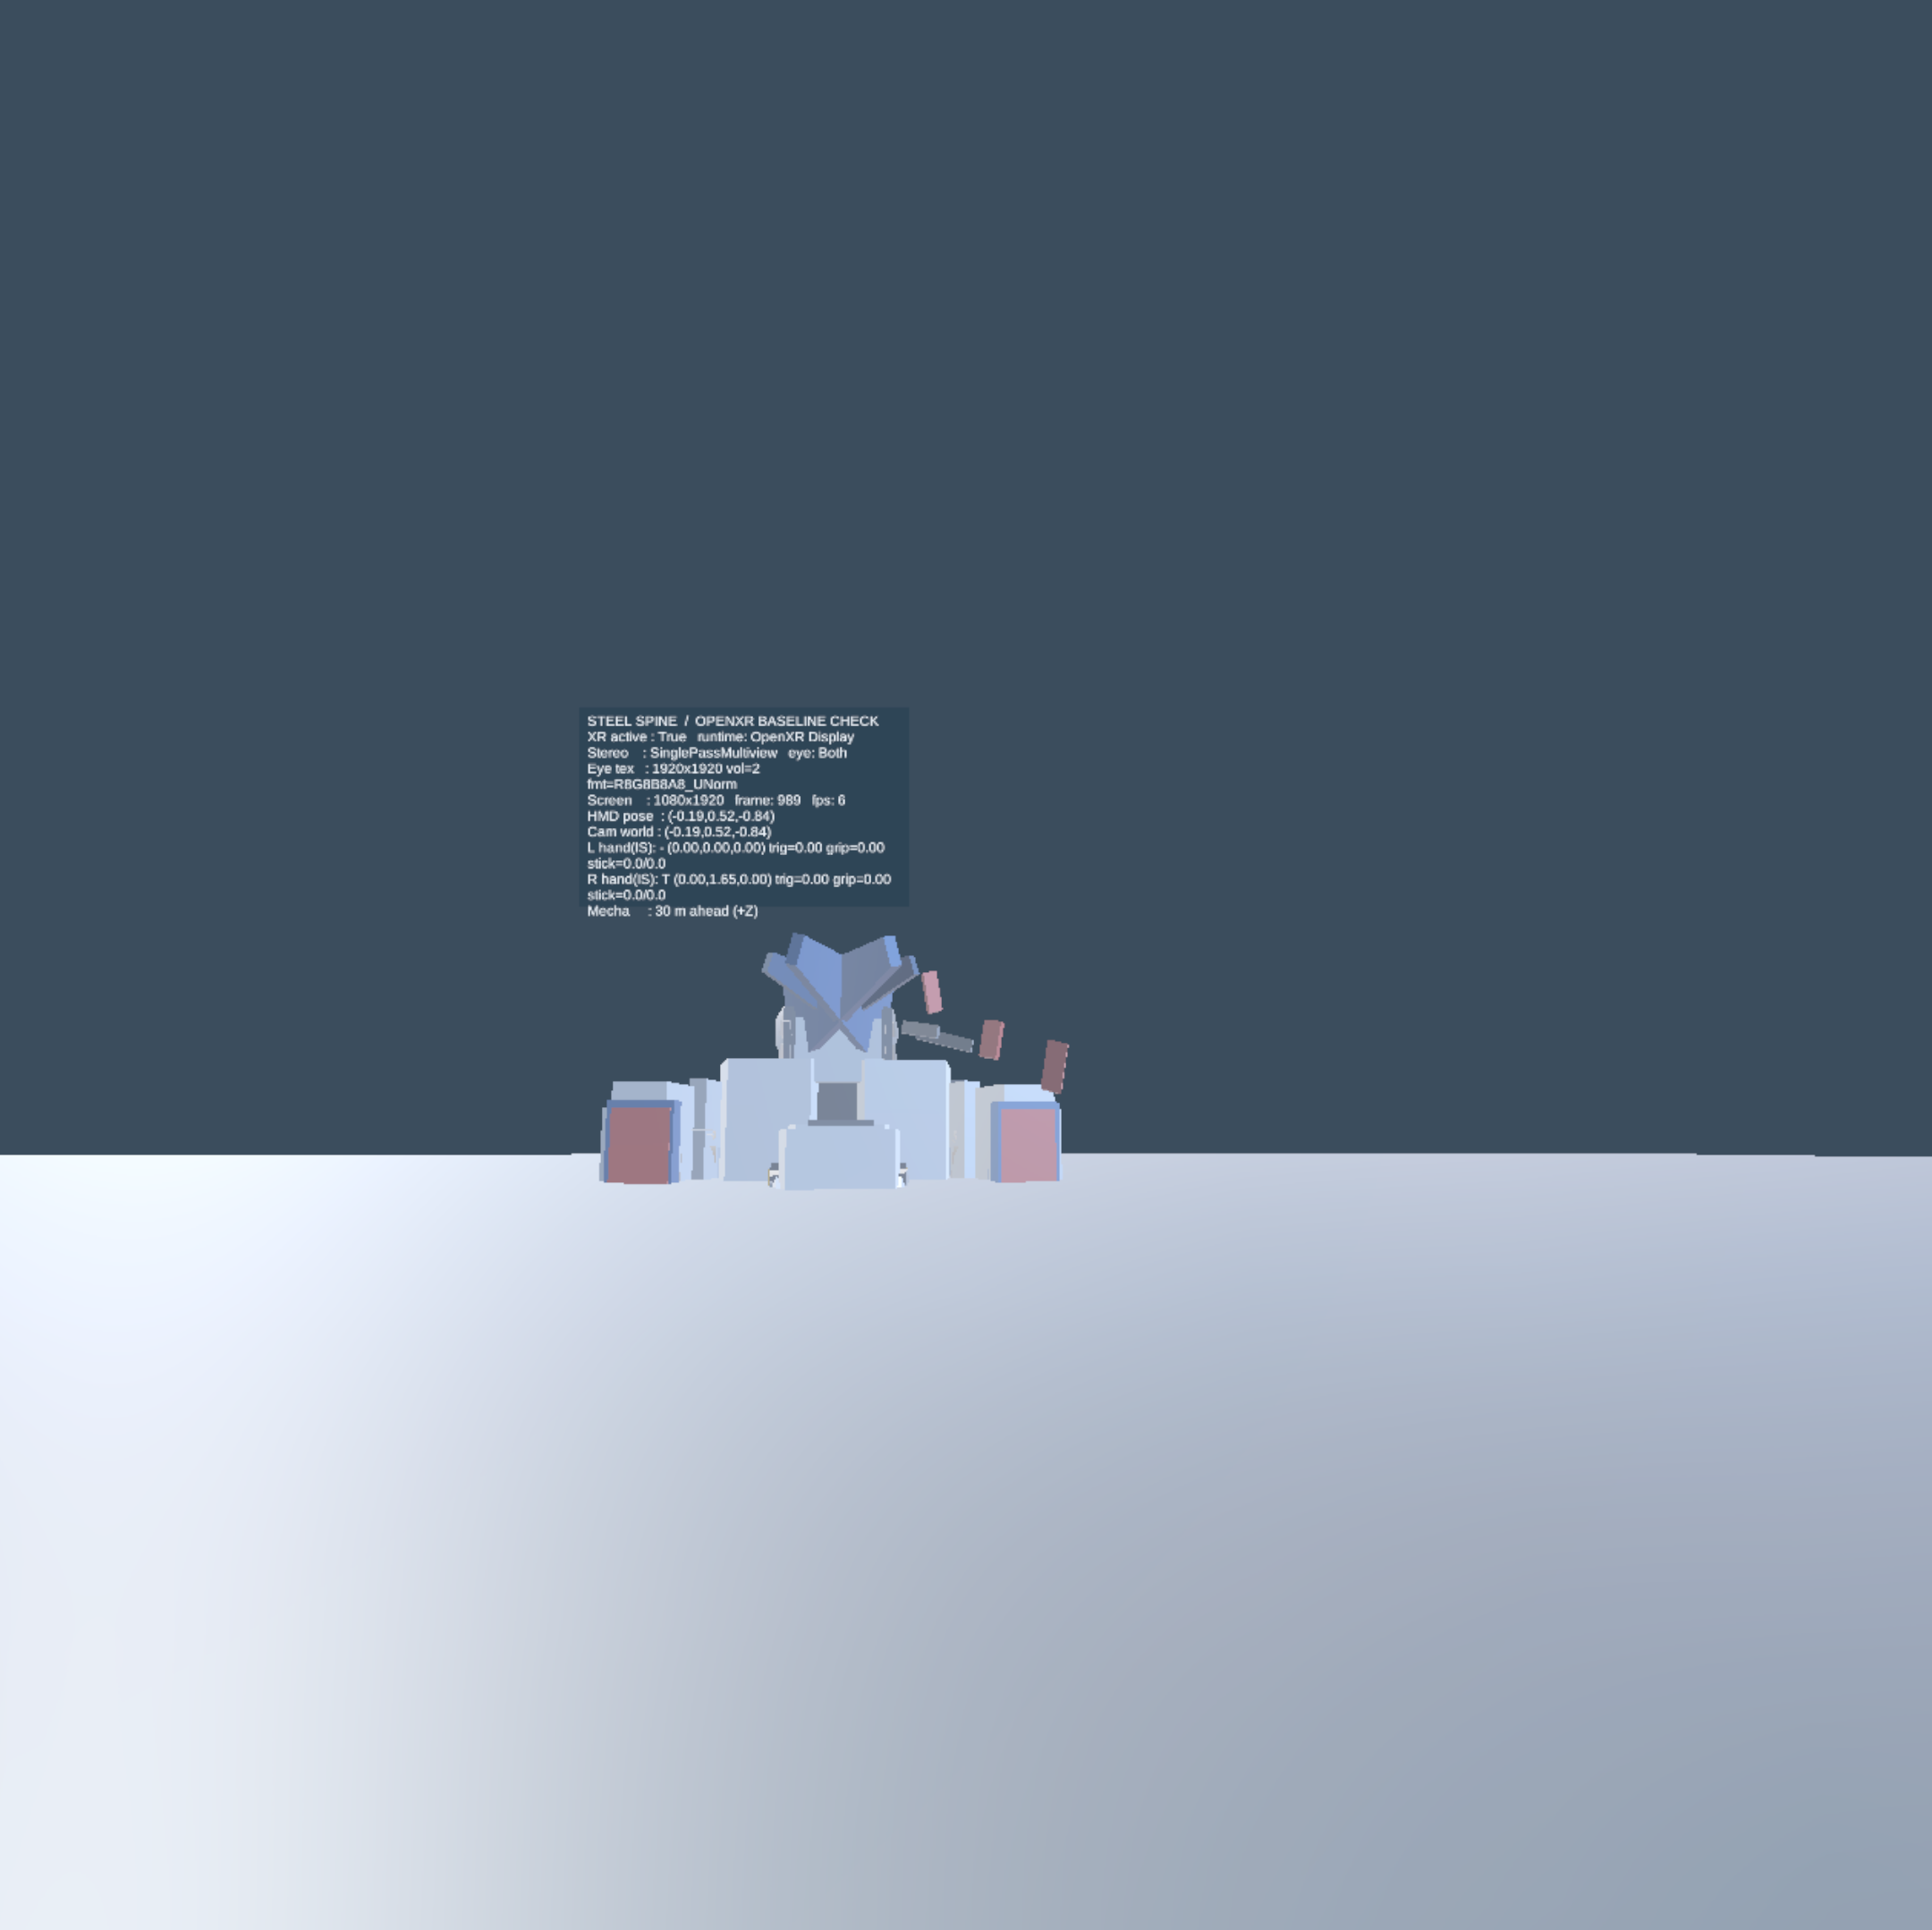 STEEL SPINE / OPENXR BASELINE CHECK
XR active : True runtime: OpenXR Display
Stereo : SinglePassMultiview eye: Both
Eye tex : 1920x1920 vol=2
fmt=R8G8B8A8_UNorm
Screen : 1080x1920 frame: 989 fps: 6
HMD pose : (-0.19,0.52,-0.84)
Cam world : (-0.19,0.52,-0.84)
L hand(IS): - (0.00,0.00,0.00) trig=0.00 grip=0.00
stick=0.0/0.0
R hand(IS): T (0.00,1.65,0.00) trig=0.00 grip=0.00
stick=0.0/0.0
Mecha : 30 m ahead (+Z)